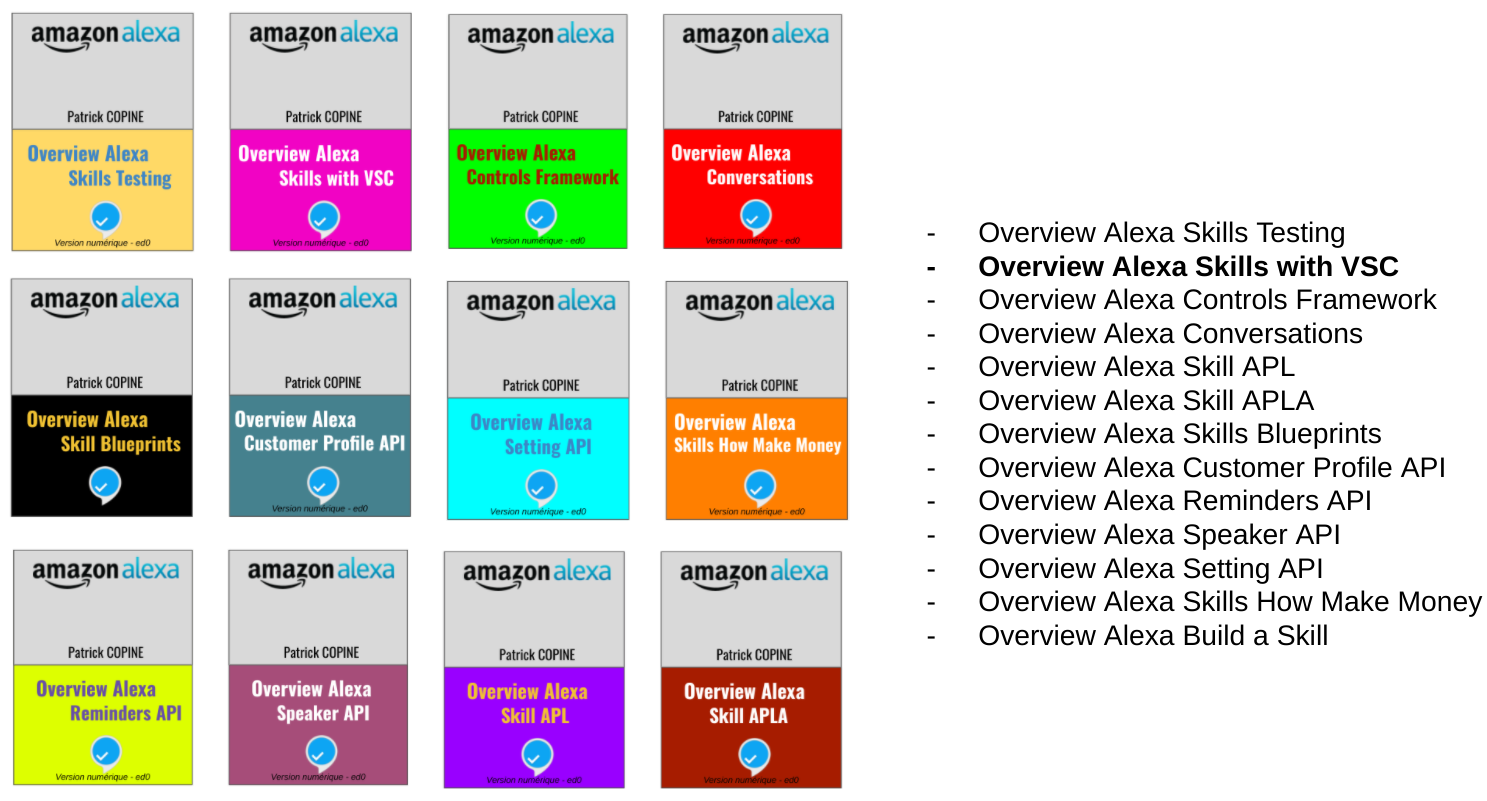 amazon alexa
Patrick COPINE
Overview Alexa
Skills Testing
Version numérique - ed0
amazon alexa
Patrick COPINE
Overview Alexa
Skills with VSC
Version numérique - ed0
amazon alexa
Patrick COPINE
Overview Alexa
Controls Framework
Version numérique - ed0
amazon alexa
Patrick COPINE
Overview Alexa
Conversations
Version numérique - ed0
amazon alexa
Patrick COPINE
Overview Alexa
Skill Blueprints
amazon alexa
Patrick COPINE
Overview Alexa
Customer Profile API
Version numérique - ed0
amazon alexa
Patrick COPINE
Overview Alexa
Setting API
Version numérique - ed0
amazon alexa
Patrick COPINE
Overview Alexa
Skills How Make Money
Version numérique - ed0
amazon alexa
Patrick COPINE
Overview Alexa
Reminders API
Version numérique - ed0
amazon alexa
Patrick COPINE
Overview Alexa
Speaker API
Version numérique - ed0
amazon alexa
Patrick COPINE
Overview Alexa
Skill APL
Version numérique - ed0
amazon alexa
Patrick COPINE
Overview Alexa
Skill APLA
Version numérique - ed0
- Overview Alexa Skills Testing
- Overview Alexa Skills with VSC
- Overview Alexa Controls Framework
- Overview Alexa Conversations
- Overview Alexa Skill APL
- Overview Alexa Skill APLA
- Overview Alexa Skills Blueprints
- Overview Alexa Customer Profile API
- Overview Alexa Reminders API
- Overview Alexa Speaker API
- Overview Alexa Setting API
- Overview Alexa Skills How Make Money
- Overview Alexa Build a Skill